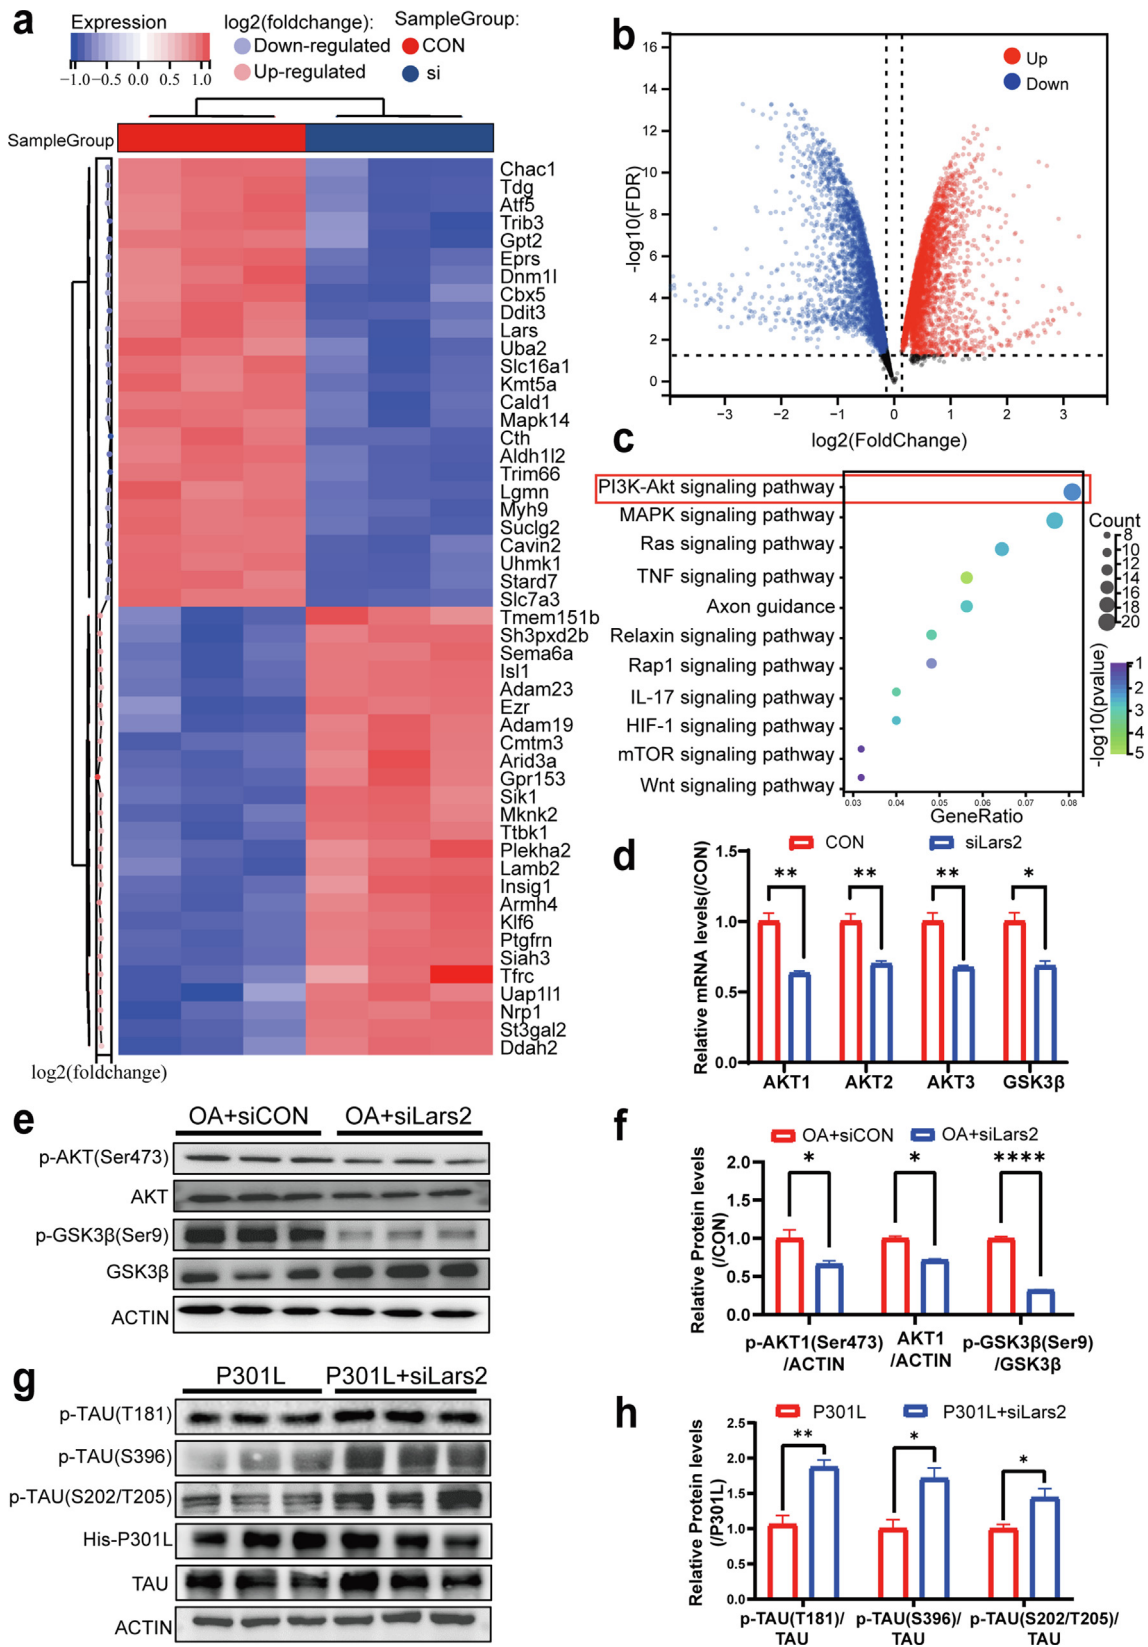 a
Expression
−1.0 −0.5 0.0 0.5 1.0
log2(foldchange):
Down-regulated
Up-regulated
SampleGroup:
CON
si
SampleGroup
Chac1
Tdg
Atf5
Trib3
Gpt2
Eprs
Dnm1l
Cbx5
Ddit3
Lars
Uba2
Slc16a1
Kmt5a
Cald1
Mapk14
Cth
Aldh1l2
Trim66
Lgmn
Myh9
Suclg2
Cavin2
Uhmk1
Stard7
Slc7a3
Tmem151b
Sh3pxd2b
Sema6a
Isl1
Adam23
Ezr
Adam19
Cmtm3
Arid3a
Gpr153
Sik1
Mknk2
Ttbk1
Plekha2
Lamb2
Insig1
Armh4
Klf6
Ptgfrn
Siah3
Tfrc
Uap1l1
Nrp1
St3gal2
Ddah2
log2(foldchange)
b
Up
Down
-log10(FDR)
16
14
12
10
8
6
4
2
0
−3 −2 −1 0 1 2 3
log2(FoldChange)
c
PI3K-Akt signaling pathway
MAPK signaling pathway
Ras signaling pathway
TNF signaling pathway
Axon guidance
Relaxin signaling pathway
Rap1 signaling pathway
IL-17 signaling pathway
HIF-1 signaling pathway
mTOR signaling pathway
Wnt signaling pathway
0.03 0.04 0.05 0.06 0.07 0.08
GeneRatio
Count
8
10
12
14
16
18
20
-log10(pvalue)
1
2
3
4
5
d
CON siLars2
Relative mRNA levels(/CON)
1.5
1.0
0.5
0.0
** ** ** *
AKT1 AKT2 AKT3 GSK3β
e
OA+siCON OA+siLars2
p-AKT(Ser473)
AKT
p-GSK3β(Ser9)
GSK3β
ACTIN
f
OA+siCON OA+siLars2
Relative Protein levels
(/CON)
2.0
1.5
1.0
0.5
0.0
* * ****
p-AKT1(Ser473) AKT1 p-GSK3β(Ser9)
/ACTIN /ACTIN /GSK3β
g
P301L P301L+siLars2
p-TAU(T181)
p-TAU(S396)
p-TAU(S202/T205)
His-P301L
TAU
ACTIN
h
P301L P301L+siLars2
Relative Protein levels
(/P301L)
2.5
2.0
1.5
1.0
0.5
0.0
** * *
p-TAU(T181)/ p-TAU(S396)/ p-TAU(S202/T205)/
TAU TAU TAU